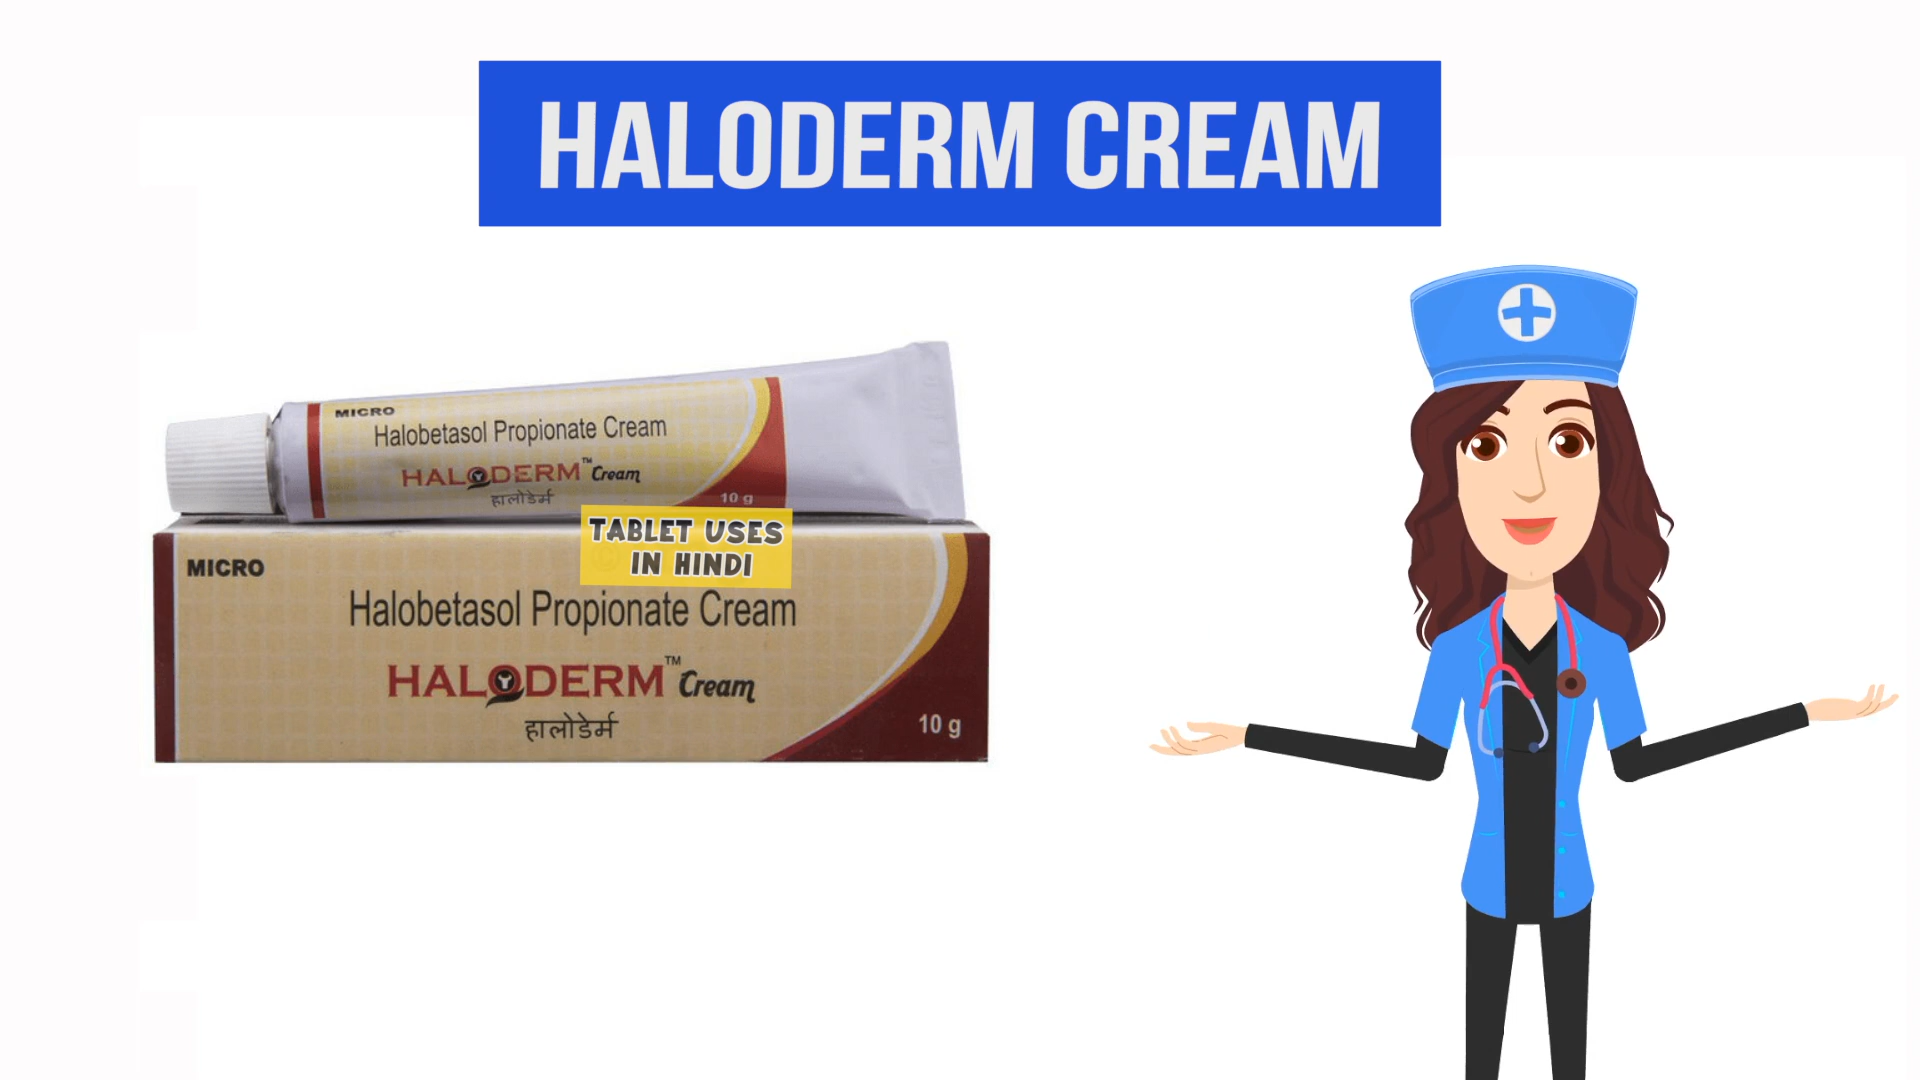 HALODERM CREAM
MICRO
Halobetasol Propionate Cream
HALODERM™ Cream
हालोडेर्म
10 g
TABLET USES
IN HINDI
MICRO
Halobetasol Propionate Cream
HALODERM™ Cream
हालोडेर्म
10 g